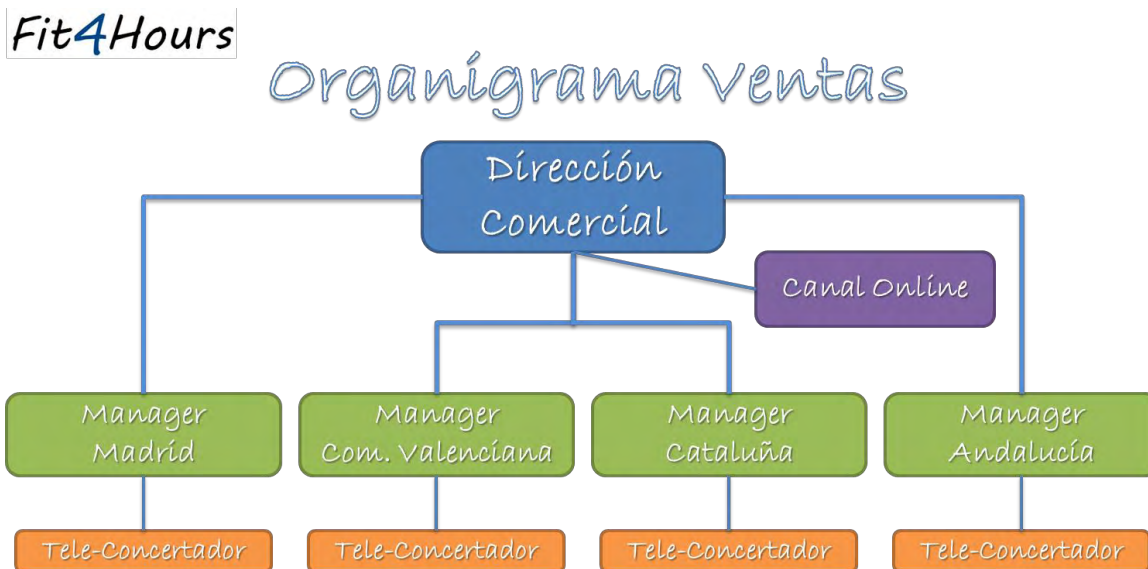 Fit4Hours
Organigrama Ventas
Dirección
Comercial
Canal Online
Manager
Madrid
Manager
Com. Valenciana
Manager
Cataluña
Manager
Andalucía
Tele-Concertador
Tele-Concertador
Tele-Concertador
Tele-Concertador